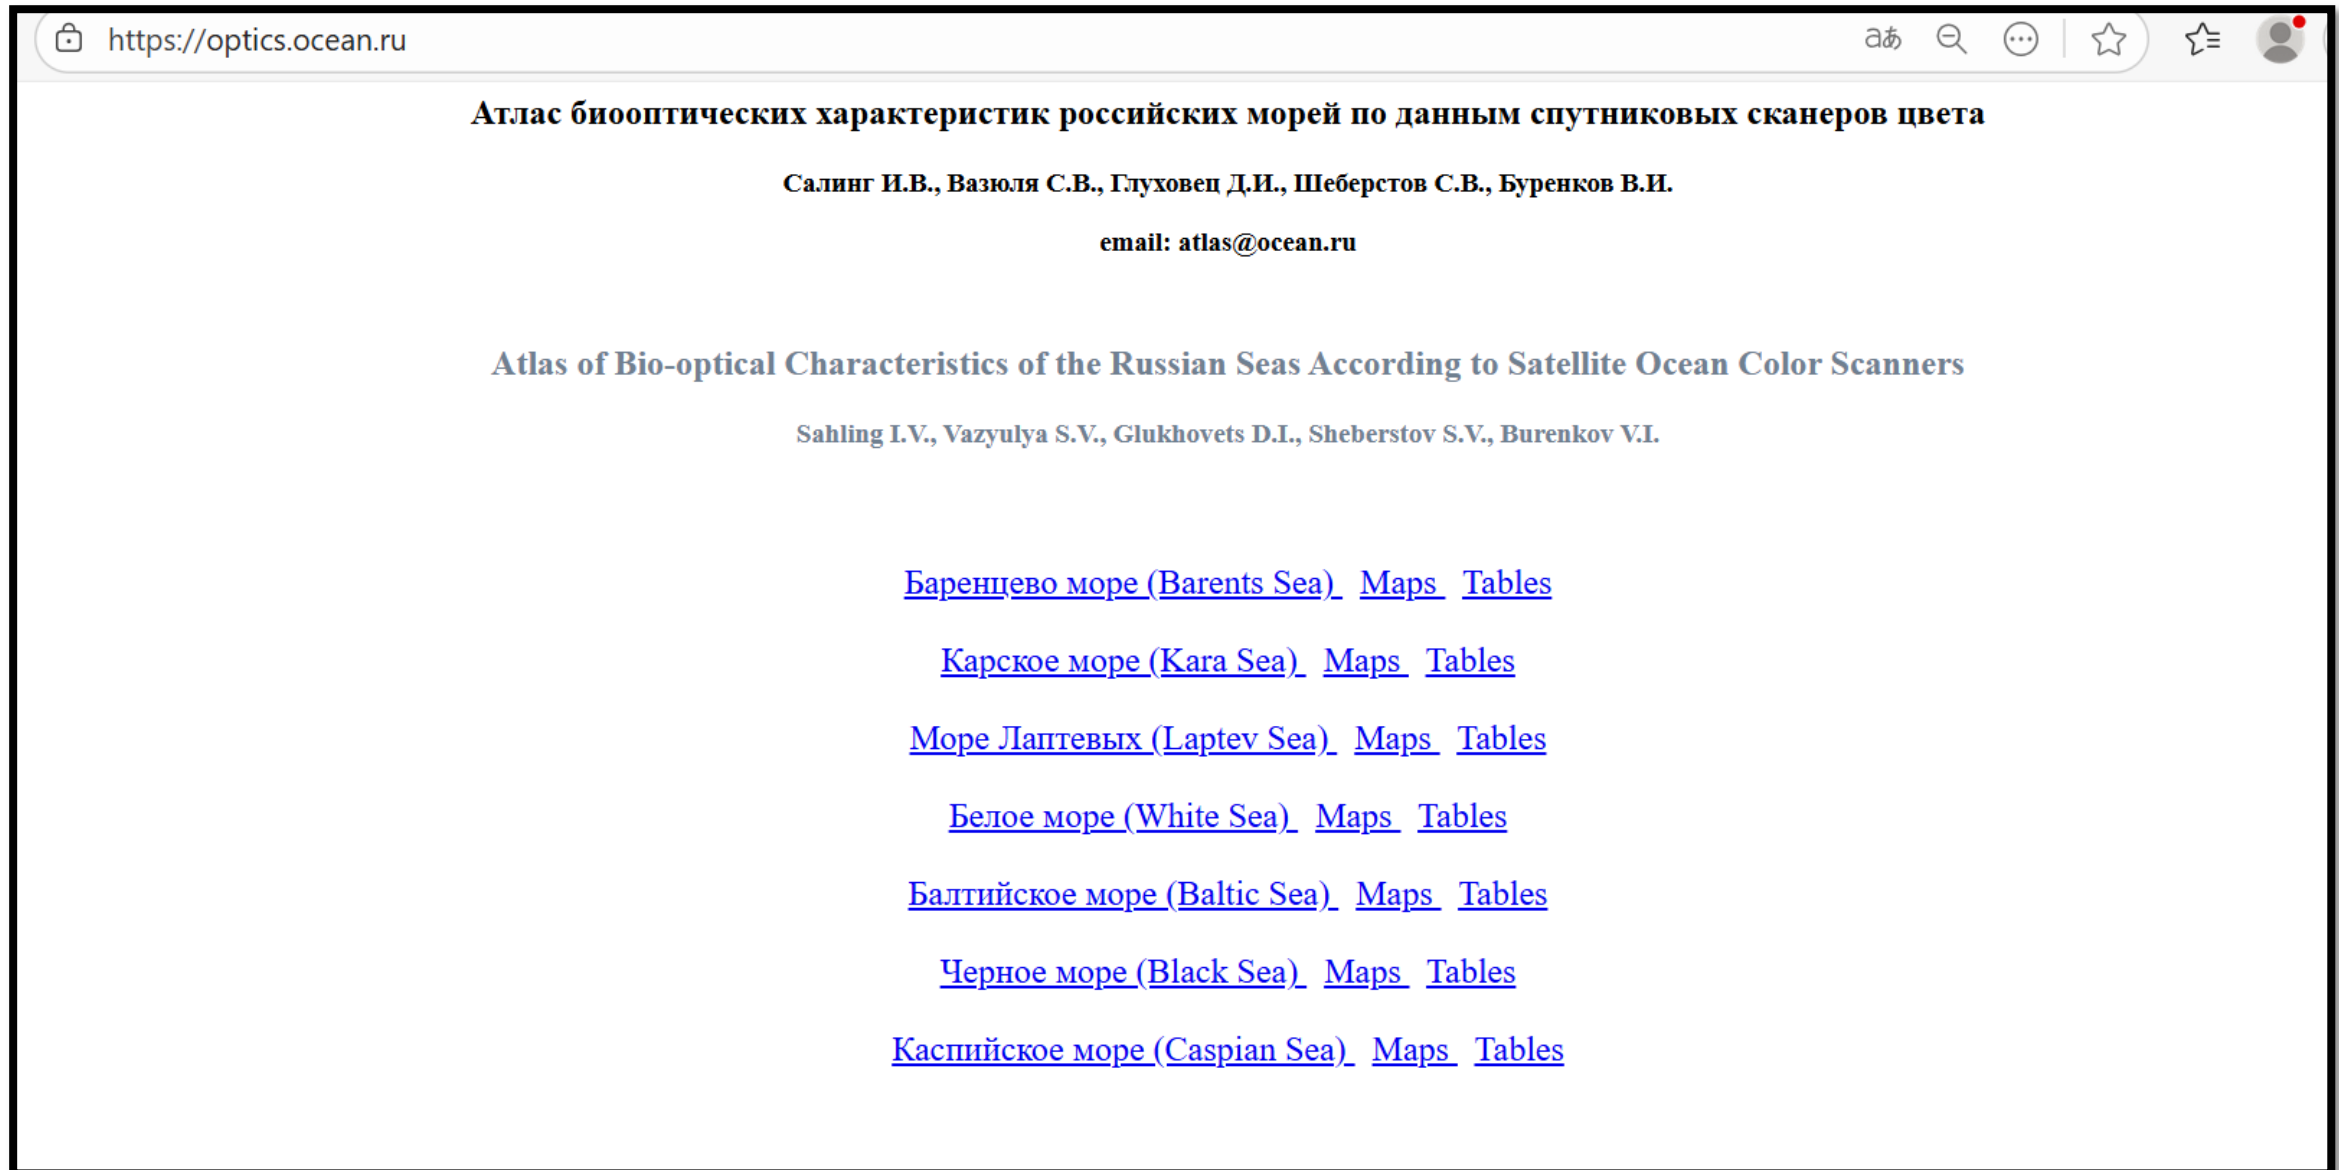 https://optics.ocean.ru
Атлас биооптических характеристик российских морей по данным спутниковых сканеров цвета
Салинг И.В., Вазюля С.В., Глуховец Д.И., Шеберстов С.В., Буренков В.И.
email: atlas@ocean.ru
Atlas of Bio-optical Characteristics of the Russian Seas According to Satellite Ocean Color Scanners
Sahling I.V., Vazyulya S.V., Glukhovets D.I., Sheberstov S.V., Burenkov V.I.
Баренцево море (Barents Sea) Maps Tables
Карское море (Kara Sea) Maps Tables
Море Лаптевых (Laptev Sea) Maps Tables
Белое море (White Sea) Maps Tables
Балтийское море (Baltic Sea) Maps Tables
Черное море (Black Sea) Maps Tables
Каспийское море (Caspian Sea) Maps Tables